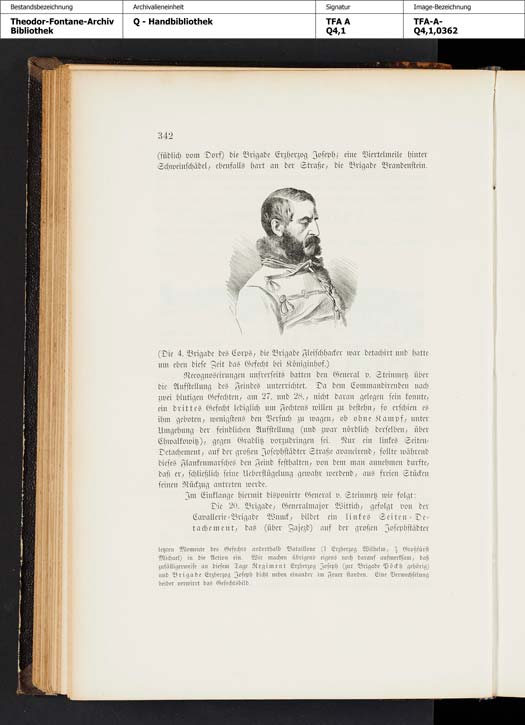 Bestandsbezeichnung Archivalieneinheit Signatur Image-Bezeichnung
Theodor-Fontane-Archiv Q - Handbibliothek TFA A TFA-A-
Bibliothek Q4,1 Q4,1,0362
342
(südlich vom Dorf) die Brigade Erzherzog Joseph; eine Viertelmeile hinter
Schweinschädel, ebenfalls hart an der Straße, die Brigade Brandenstein.
(Die 4. Brigade des Corps, die Brigade Fleischhacker war detachirt und hatte
um eben diese Zeit das Gefecht bei Königinhof.)
Recognoscirungen unsrerseits hatten den General v. Steinmetz über
die Aufstellung des Feindes unterrichtet. Da dem Commandirenden nach
zwei blutigen Gefechten, am 27. und 28., nicht daran gelegen sein konnte,
ein drittes Gefecht lediglich um Fechtens willen zu bestehn, so erschien es
ihm geboten, wenigstens den Versuch zu wagen, ob ohne Kampf, unter
Umgehung der feindlichen Aufstellung (und zwar nördlich derselben, über
Chwalkowitz), gegen Gradlitz vorzudringen sei. Nur ein linkes Seiten-
Detachement, auf der großen Josephstädter Straße avancirend, sollte während
dieses Flankenmarsches den Feind festhalten, von dem man annehmen durfte,
daß er, schließlich seine Ueberflügelung gewahr werdend, aus freien Stücken
seinen Rückzug antreten werde.
Im Einklange hiermit disponirte General v. Steinmetz wie folgt:
Die 20. Brigade, Generalmajor Wittich, gefolgt von der
Cavallerie-Brigade Wnuck, bildet ein linkes Seiten-De-
tachement, das (über Zajezd) auf der großen Josephstädter
letzten Momente des Gefechts anderthalb Bataillone (1 Erzherzog Wilhelm, ½ Großfürst
Michael) in die Action ein. Wir machen übrigens eigens noch darauf aufmerksam, daß
zufälligerweise an diesem Tage Regiment Erzherzog Joseph (zur Brigade Pöckh gehörig)
und Brigade Erzherzog Joseph dicht neben einander im Feuer standen. Eine Verwechselung
beider verwirrt das Gefechtsbild.